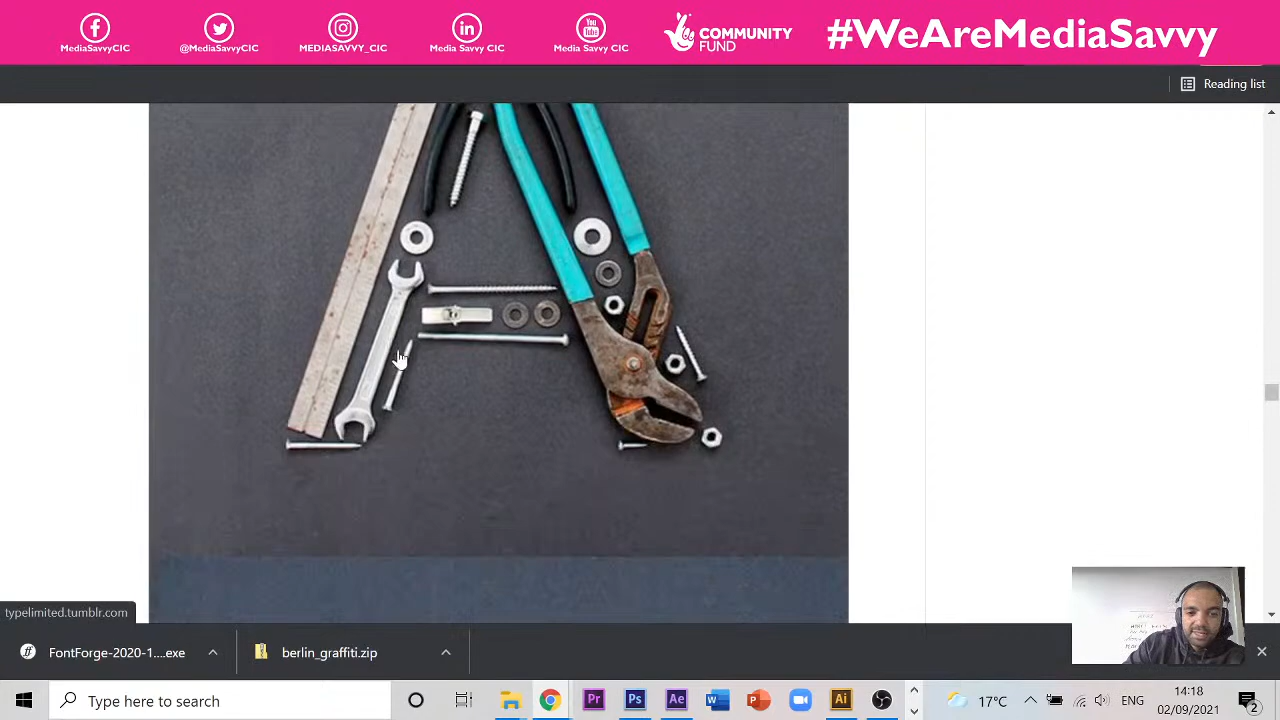 MediaSavvyCIC
@MediaSavvyCIC
MEDIASAVVY_CIC
Media Savvy CIC
Media Savvy CIC
COMMUNITY
FUND
#WeAreMediaSavvy
Reading list
typelimited.tumblr.com
FontForge-2020-1....exe
berlin_graffiti.zip
Type here to search
17°C
ENG
14:18
02/09/2021